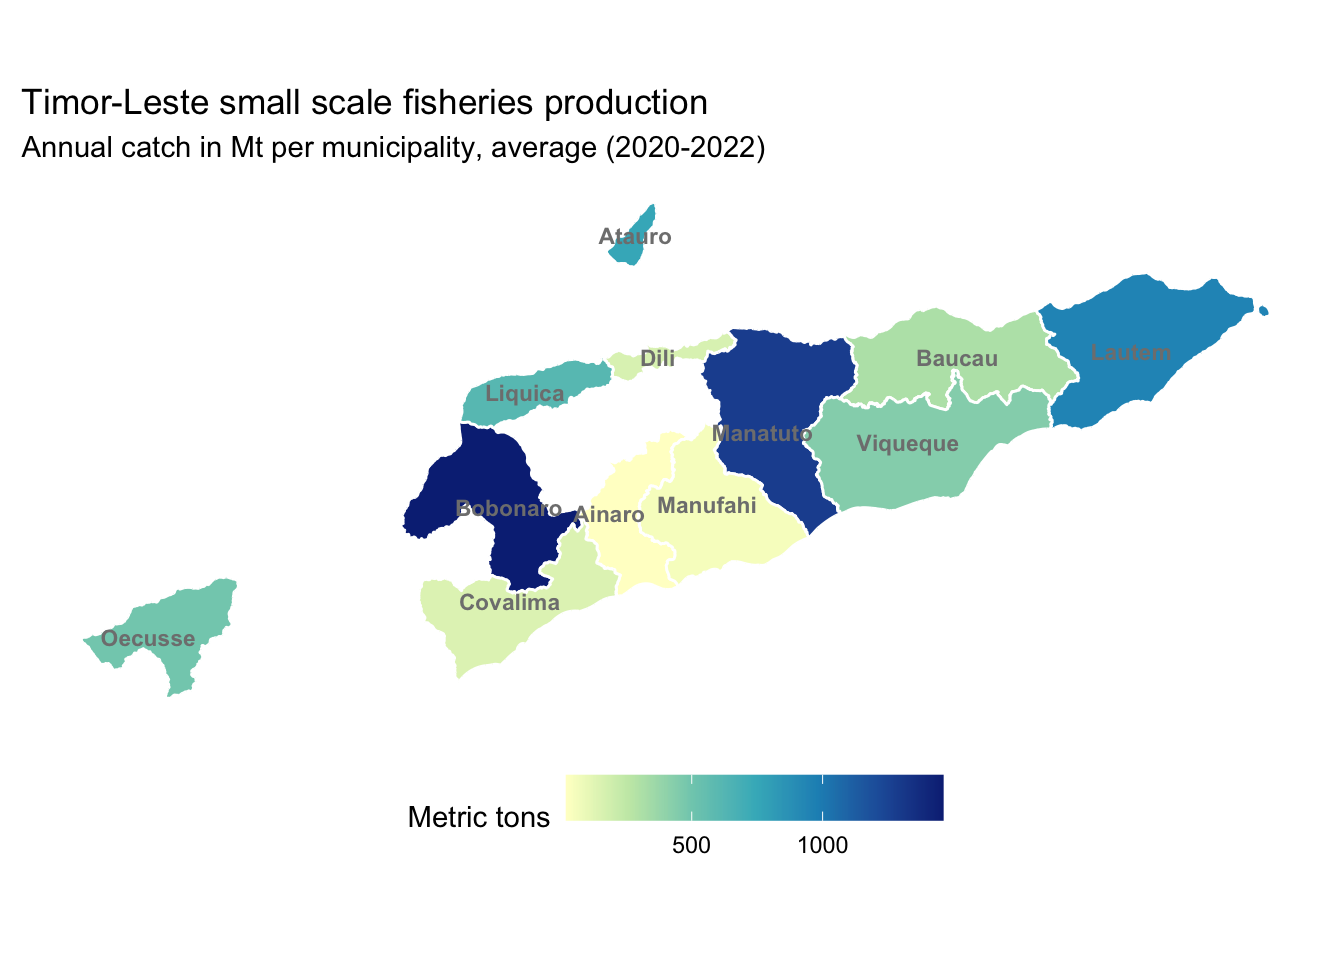 Timor-Leste small scale fisheries production
Annual catch in Mt per municipality, average (2020-2022)
Atauro
Dili
Baucau
Lautem
Liquica
Manatuto
Viqueque
Bobonaro
Ainaro
Manufahi
Covalima
Oecusse
Metric tons
500
1000